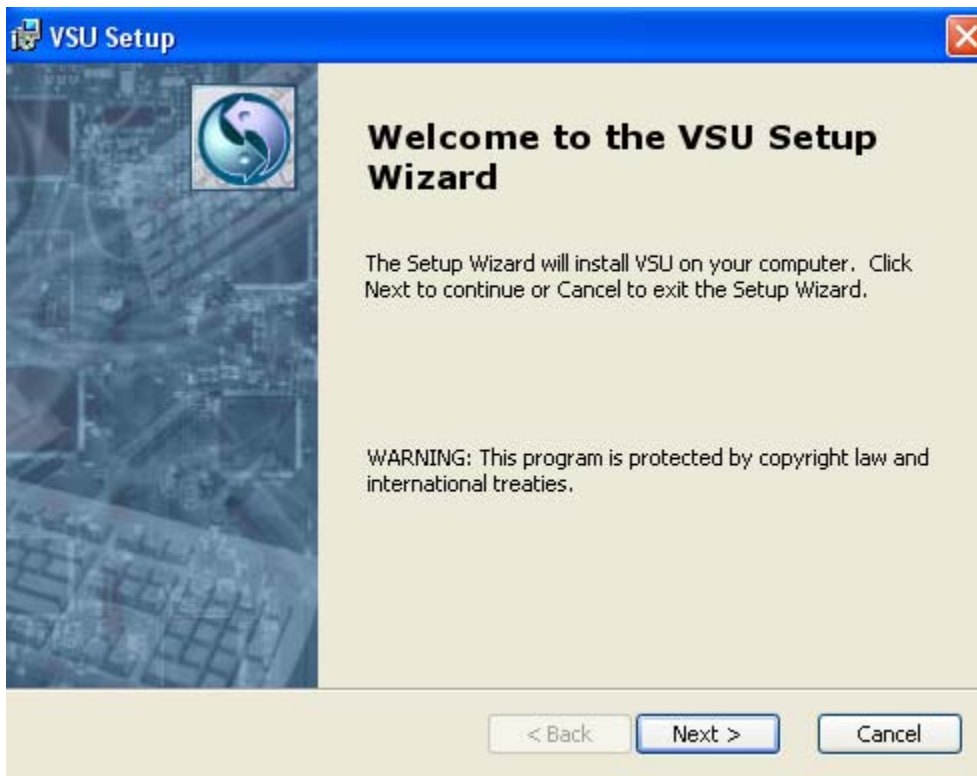 VSU Setup
Welcome to the VSU Setup
Wizard
The Setup Wizard will install VSU on your computer.  Click
Next to continue or Cancel to exit the Setup Wizard.
WARNING: This program is protected by copyright law and
international treaties.
< Back
Next >
Cancel